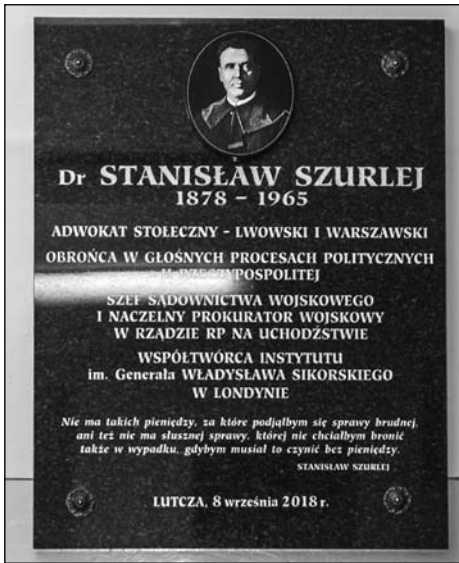 Dr STANISŁAW SZURLEJ
1878 - 1965
ADWOKAT STOŁECZNY - LWOWSKI I WARSZAWSKI
OBROŃCA W GŁOŚNYCH PROCESACH POLITYCZNYCH
II RZECZYPOSPOLITEJ
SZEF SĄDOWNICTWA WOJSKOWEGO
I NACZELNY PROKURATOR WOJSKOWY
W RZĄDZIE RP NA UCHODŹSTWIE
WSPÓŁTWÓRCA INSTYTUTU
im. Generała WŁADYSŁAWA SIKORSKIEGO
W LONDYNIE
Nie ma takich pieniędzy, za które podjąłbym się sprawy brudnej,
ani też nie ma słusznej sprawy, której nie chciałbym bronić
także w wypadku, gdybym musiał to czynić bez pieniędzy.
STANISŁAW SZURLEJ
LUTCZA, 8 września 2018 r.